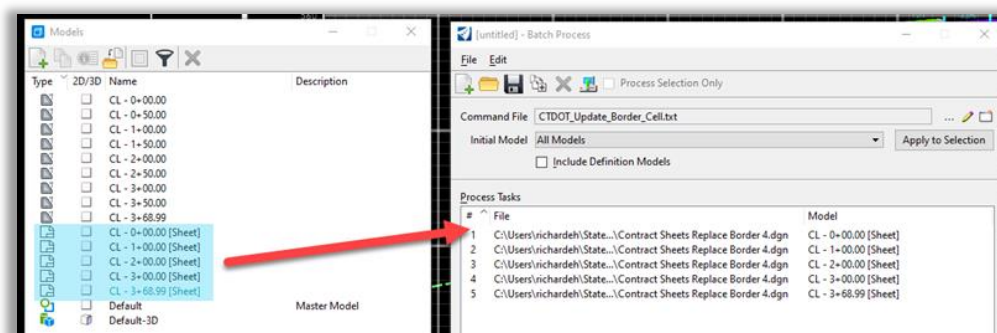 Models
Type 2D/3D Name Description
CL - 0+00.00
CL - 0+50.00
CL - 1+00.00
CL - 1+50.00
CL - 2+00.00
CL - 2+50.00
CL - 3+00.00
CL - 3+50.00
CL - 3+68.99
CL - 0+00.00 [Sheet]
CL - 1+00.00 [Sheet]
CL - 2+00.00 [Sheet]
CL - 3+00.00 [Sheet]
CL - 3+68.99 [Sheet]
Default Master Model
Default-3D
[untitled] - Batch Process
File Edit
Process Selection Only
Command File CTDOT_Update_Border_Cell.txt ...
Initial Model All Models Apply to Selection
Include Definition Models
Process Tasks
# File Model
1 C:\Users\richardeh\State...\Contract Sheets Replace Border 4.dgn CL - 0+00.00 [Sheet]
2 C:\Users\richardeh\State...\Contract Sheets Replace Border 4.dgn CL - 1+00.00 [Sheet]
3 C:\Users\richardeh\State...\Contract Sheets Replace Border 4.dgn CL - 2+00.00 [Sheet]
4 C:\Users\richardeh\State...\Contract Sheets Replace Border 4.dgn CL - 3+00.00 [Sheet]
5 C:\Users\richardeh\State...\Contract Sheets Replace Border 4.dgn CL - 3+68.99 [Sheet]